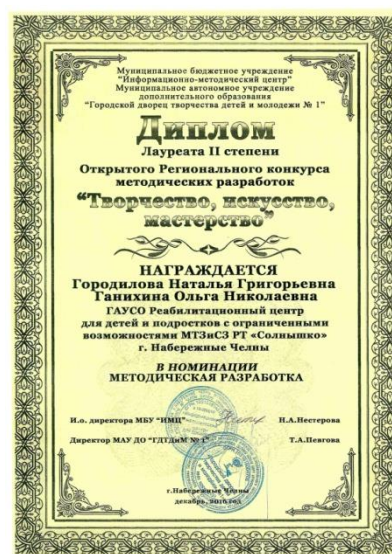 Муниципальное бюджетное учреждение
"Информационно-методический центр"
Муниципальное автономное учреждение
дополнительного образования
"Городской дворец творчества детей и молодежи № 1"
Диплом
Лауреата II степени
Открытого Регионального конкурса
методических разработок
"Творчество, искусство,
мастерство"
НАГРАЖДАЕТСЯ
Городилова Наталья Григорьевна
Ганихина Ольга Николаевна
ГАУСО Реабилитационный центр
для детей и подростков с ограниченными
возможностями МТЗиСЗ РТ «Солнышко»
г. Набережные Челны
В НОМИНАЦИИ
МЕТОДИЧЕСКАЯ РАЗРАБОТКА
И.о. директора МБУ "ИМЦ" Н.А.Нестерова
Директор МАУ ДО "ГДТДиМ № 1" Т.А.Певгова
г.Набережные Челны
декабрь, 2016 год